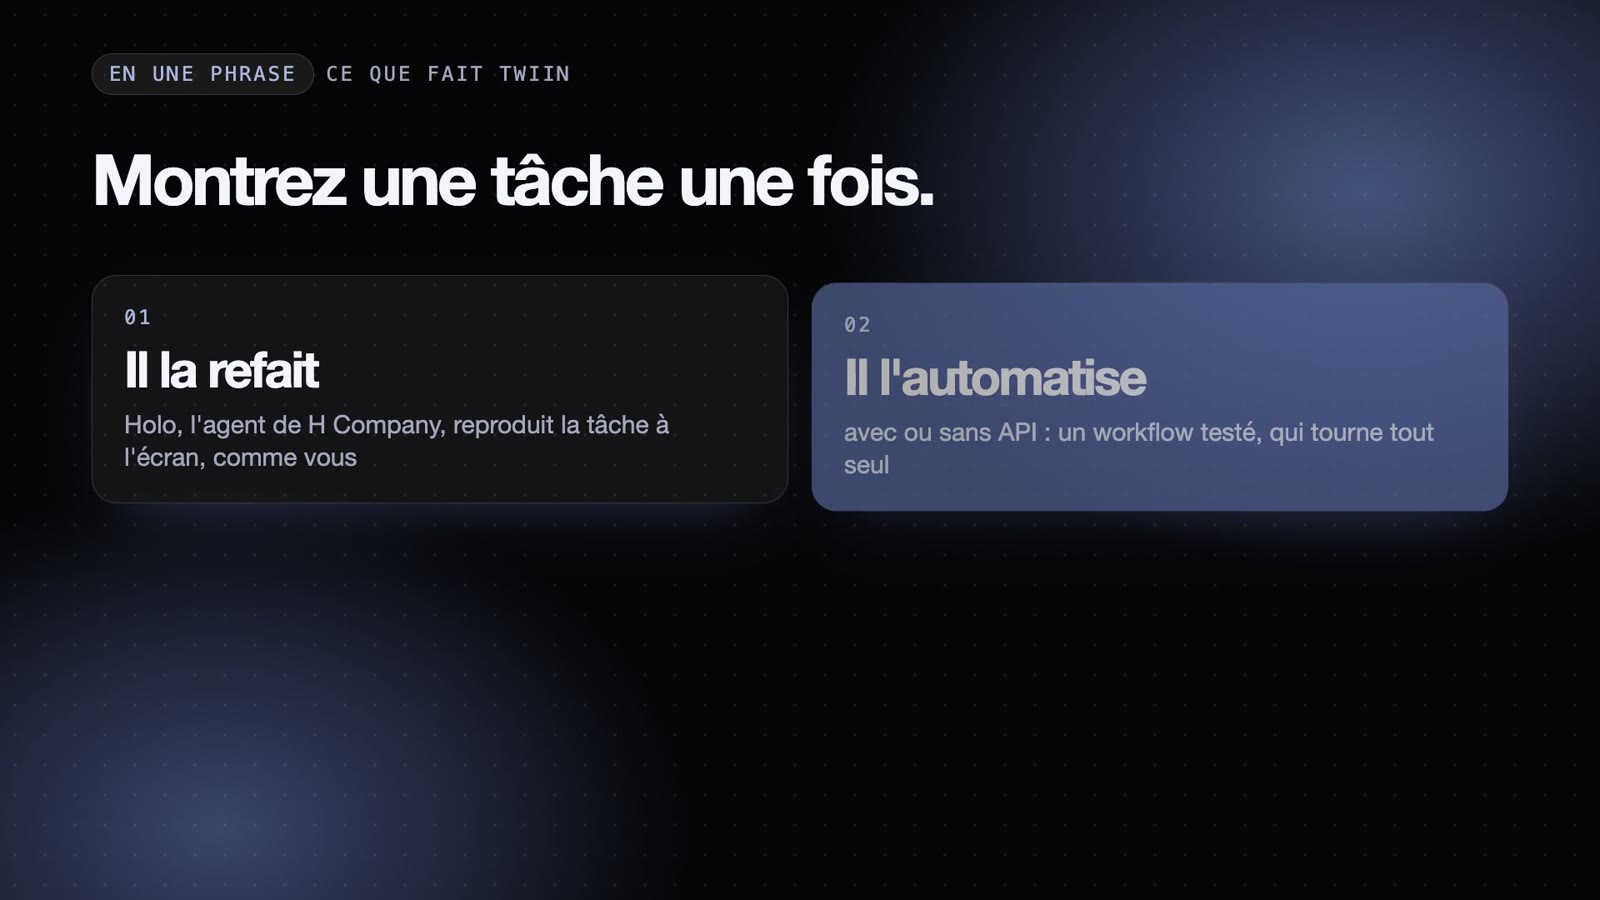 EN UNE PHRASE CE QUE FAIT TWIIN
Montrez une tâche une fois.
01
Il la refait
Holo, l'agent de H Company, reproduit la tâche à
l'écran, comme vous
02
Il l'automatise
avec ou sans API : un workflow testé, qui tourne tout
seul